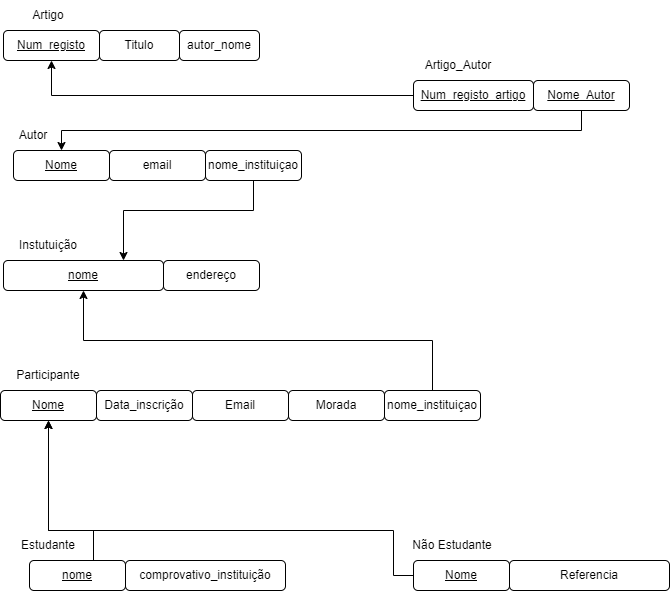 Artigo
Num_registo Titulo autor_nome
Artigo_Autor
Num_registo_artigo Nome_Autor
Autor
Nome email nome_instituiçao
Instutuição
nome endereço
Participante
Nome Data_inscrição Email Morada nome_instituiçao
Estudante Não Estudante
nome comprovativo_instituição Nome Referencia